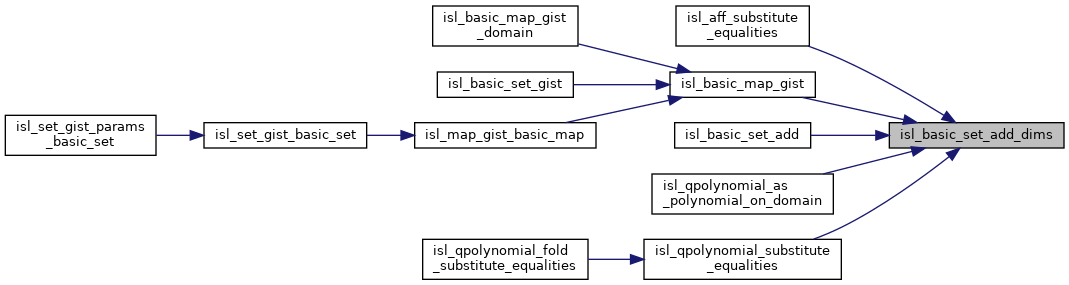 isl_basic_map_gist
_domain
isl_aff_substitute
_equalities
isl_basic_set_gist
isl_basic_map_gist
isl_set_gist_params
_basic_set
isl_set_gist_basic_set
isl_map_gist_basic_map
isl_basic_set_add
isl_basic_set_add_dims
isl_qpolynomial_as
_polynomial_on_domain
isl_qpolynomial_fold
_substitute_equalities
isl_qpolynomial_substitute
_equalities